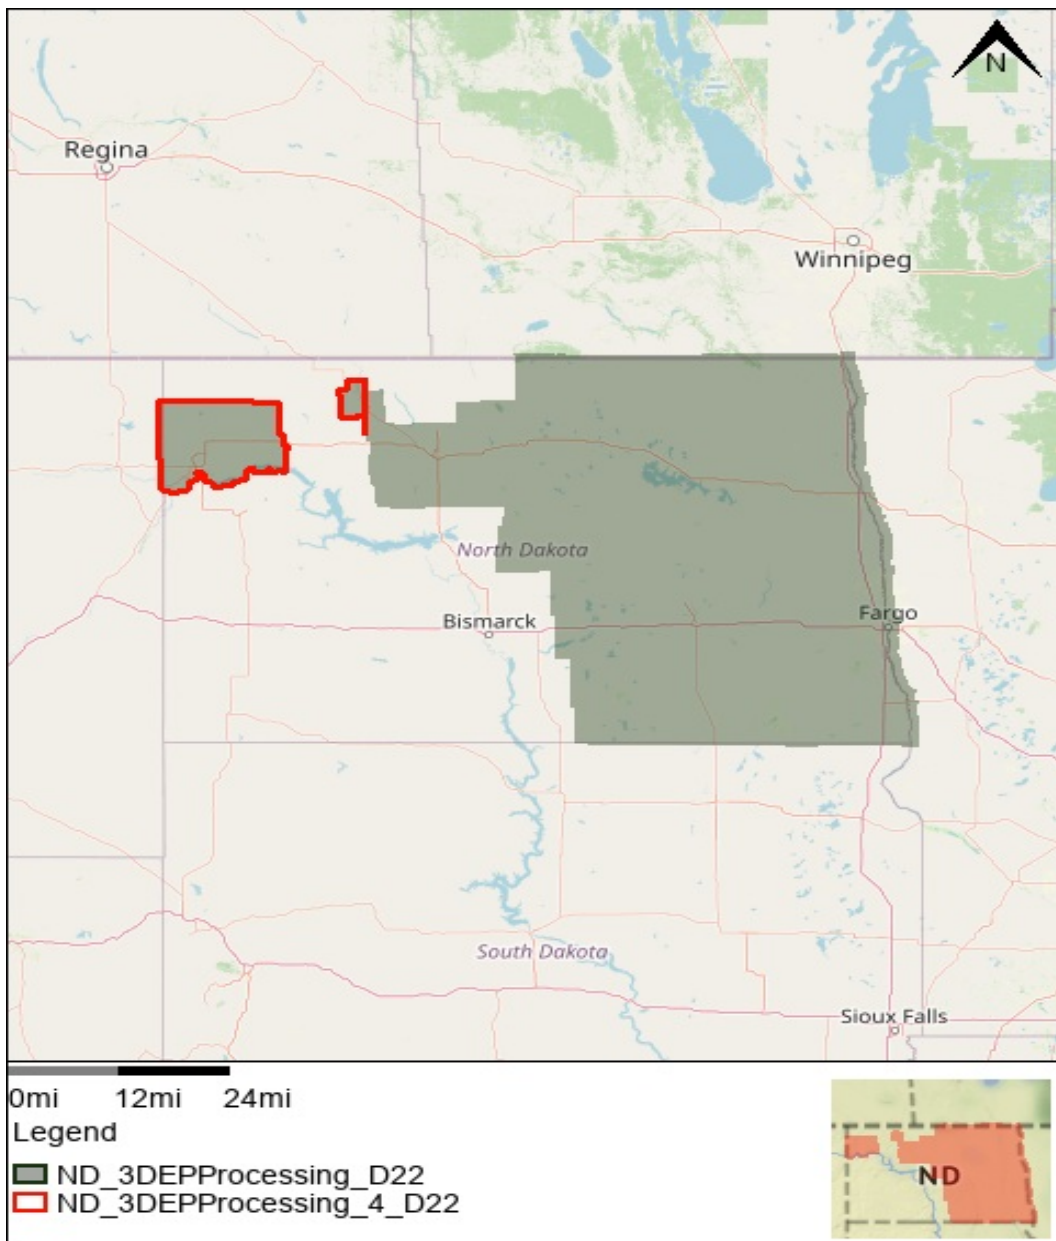 N
Regina
Winnipeg
North Dakota
Bismarck
Fargo
South Dakota
Sioux Falls
0mi 12mi 24mi
Legend
ND_3DEPProcessing_D22
ND_3DEPProcessing_4_D22
ND